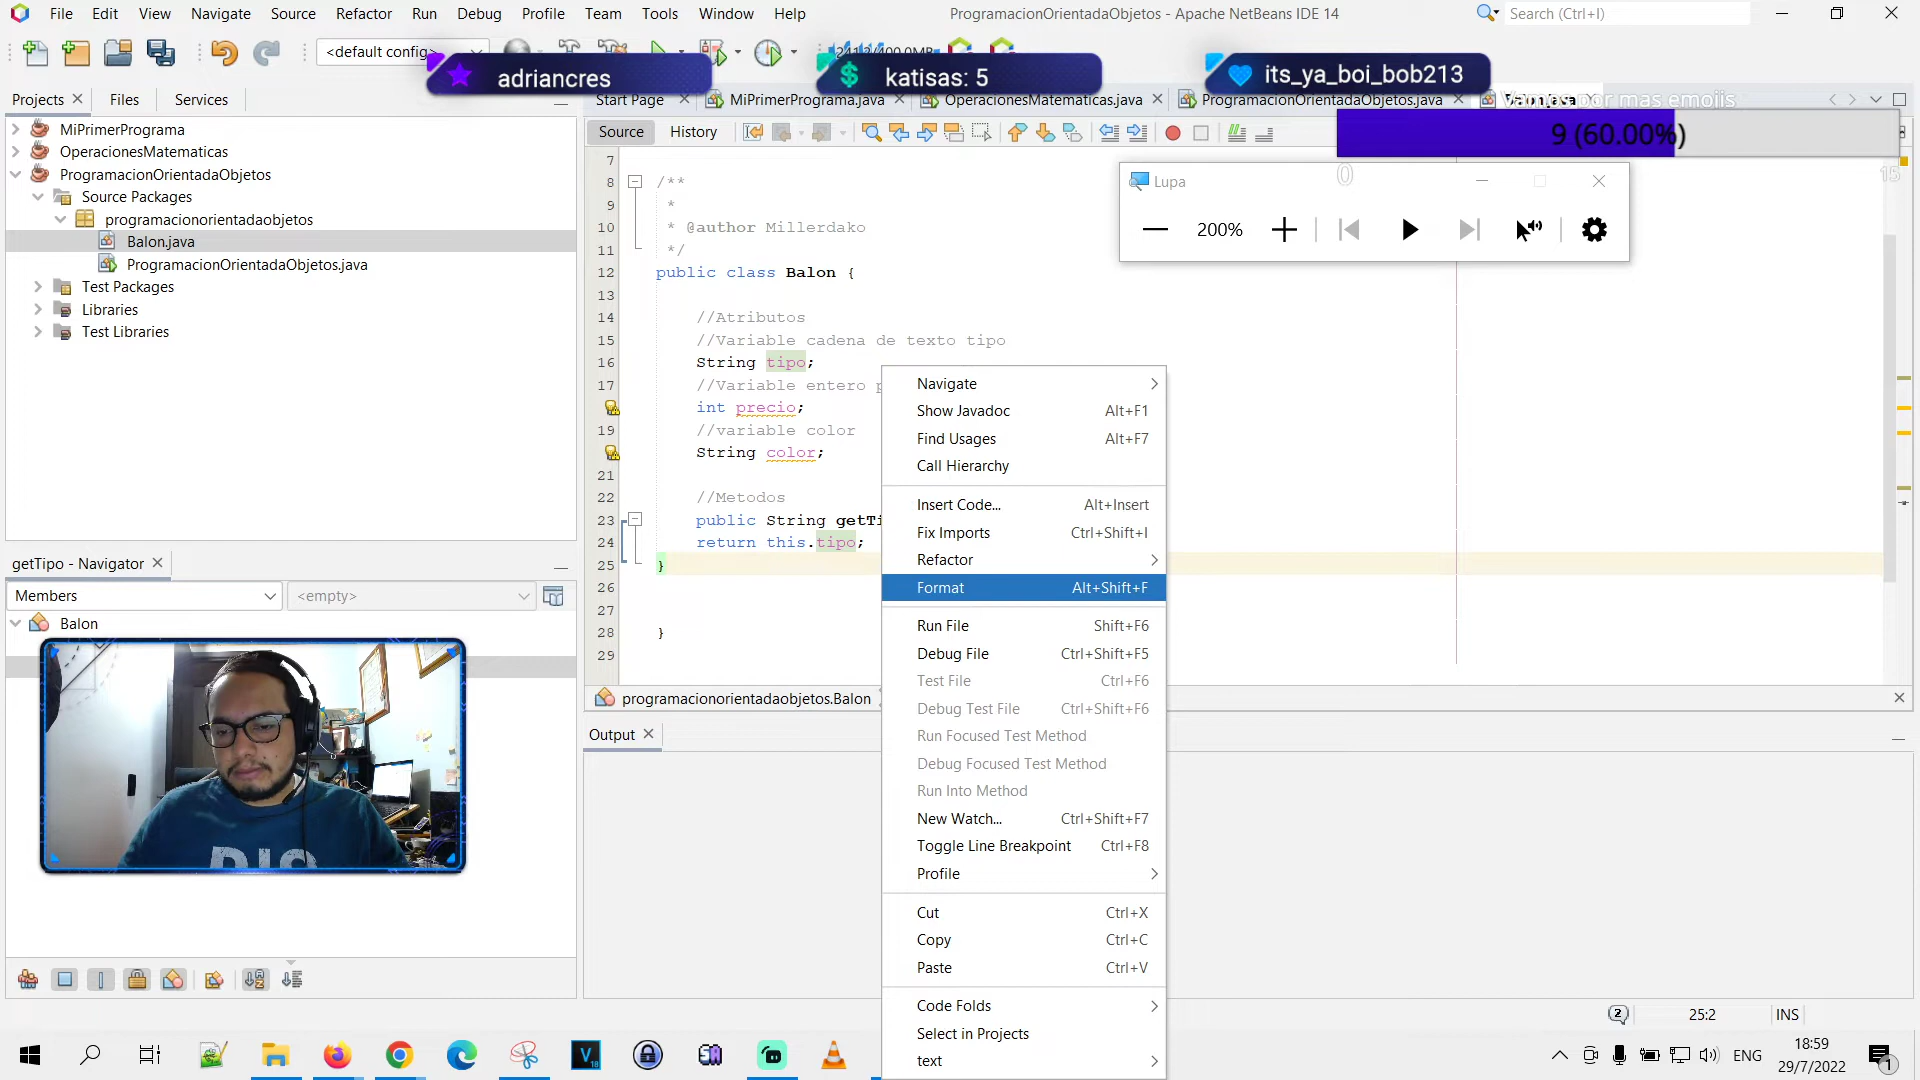 File Edit View Navigate Source Refactor Run Debug Profile Team Tools Window Help
ProgramacionOrientadaObjetos - Apache NetBeans IDE 14
Search (Ctrl+I)
<default config>
adriancres
katisas: 5
its_ya_boi_bob213
Projects
Files
Services
Start Page
MiPrimerPrograma.java
OperacionesMatematicas.java
ProgramacionOrientadaObjetos.java
por mas emojiis
9 (60.00%)
0
15
Source
History
MiPrimerPrograma
OperacionesMatematicas
ProgramacionOrientadaObjetos
Source Packages
programacionorientadaobjetos
Balon.java
ProgramacionOrientadaObjetos.java
Test Packages
Libraries
Test Libraries
Lupa
200%
7
8 /**
9 *
10 * @author Millerdako
11 */
12 public class Balon {
13
14 //Atributos
15 //Variable cadena de texto tipo
16 String tipo;
17 //Variable entero
int precio;
19 //variable color
String color;
21
22 //Metodos
23 public String getTi
24 return this.tipo;
25 }
26
27
28 }
29
Navigate
Show Javadoc Alt+F1
Find Usages Alt+F7
Call Hierarchy
Insert Code... Alt+Insert
Fix Imports Ctrl+Shift+I
Refactor
Format Alt+Shift+F
Run File Shift+F6
Debug File Ctrl+Shift+F5
Test File Ctrl+F6
Debug Test File Ctrl+Shift+F6
Run Focused Test Method
Debug Focused Test Method
Run Into Method
New Watch... Ctrl+Shift+F7
Toggle Line Breakpoint Ctrl+F8
Profile
Cut Ctrl+X
Copy Ctrl+C
Paste Ctrl+V
Code Folds
Select in Projects
text
getTipo - Navigator
Members
<empty>
Balon
programacionorientadaobjetos.Balon
Output
2
25:2
INS
ENG
18:59
29/7/2022
1